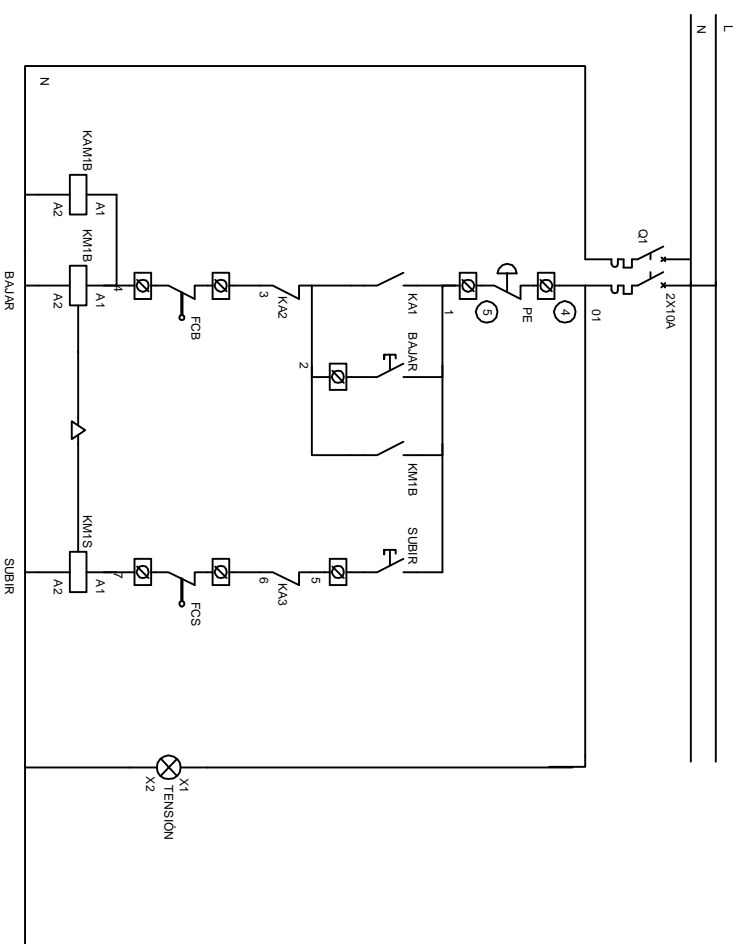 L
N
Q1
2X10A
01
4
PE
5
1
KA1
BAJAR
KM1B
SUBIR
2
5
KA2
3
KA3
6
FCB
FCS
4
7
N
KAM1B
A1
A2
KM1B
A1
A2
KM1S
A1
A2
X1
X2
TENSIÓN
BAJAR
SUBIR